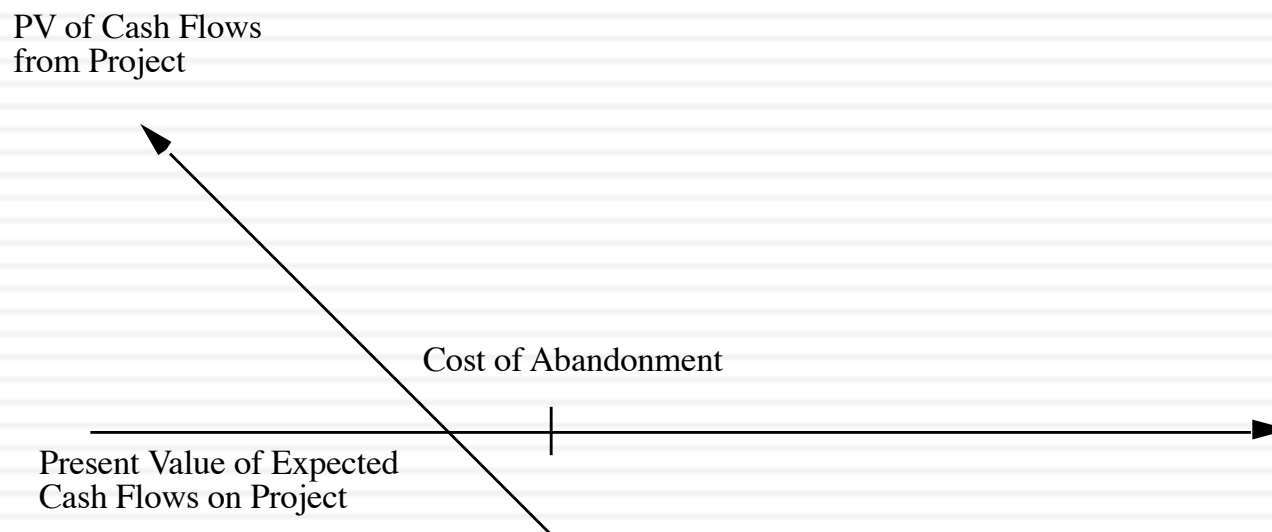 PV of Cash Flows
from Project
Cost of Abandonment
Present Value of Expected
Cash Flows on Project